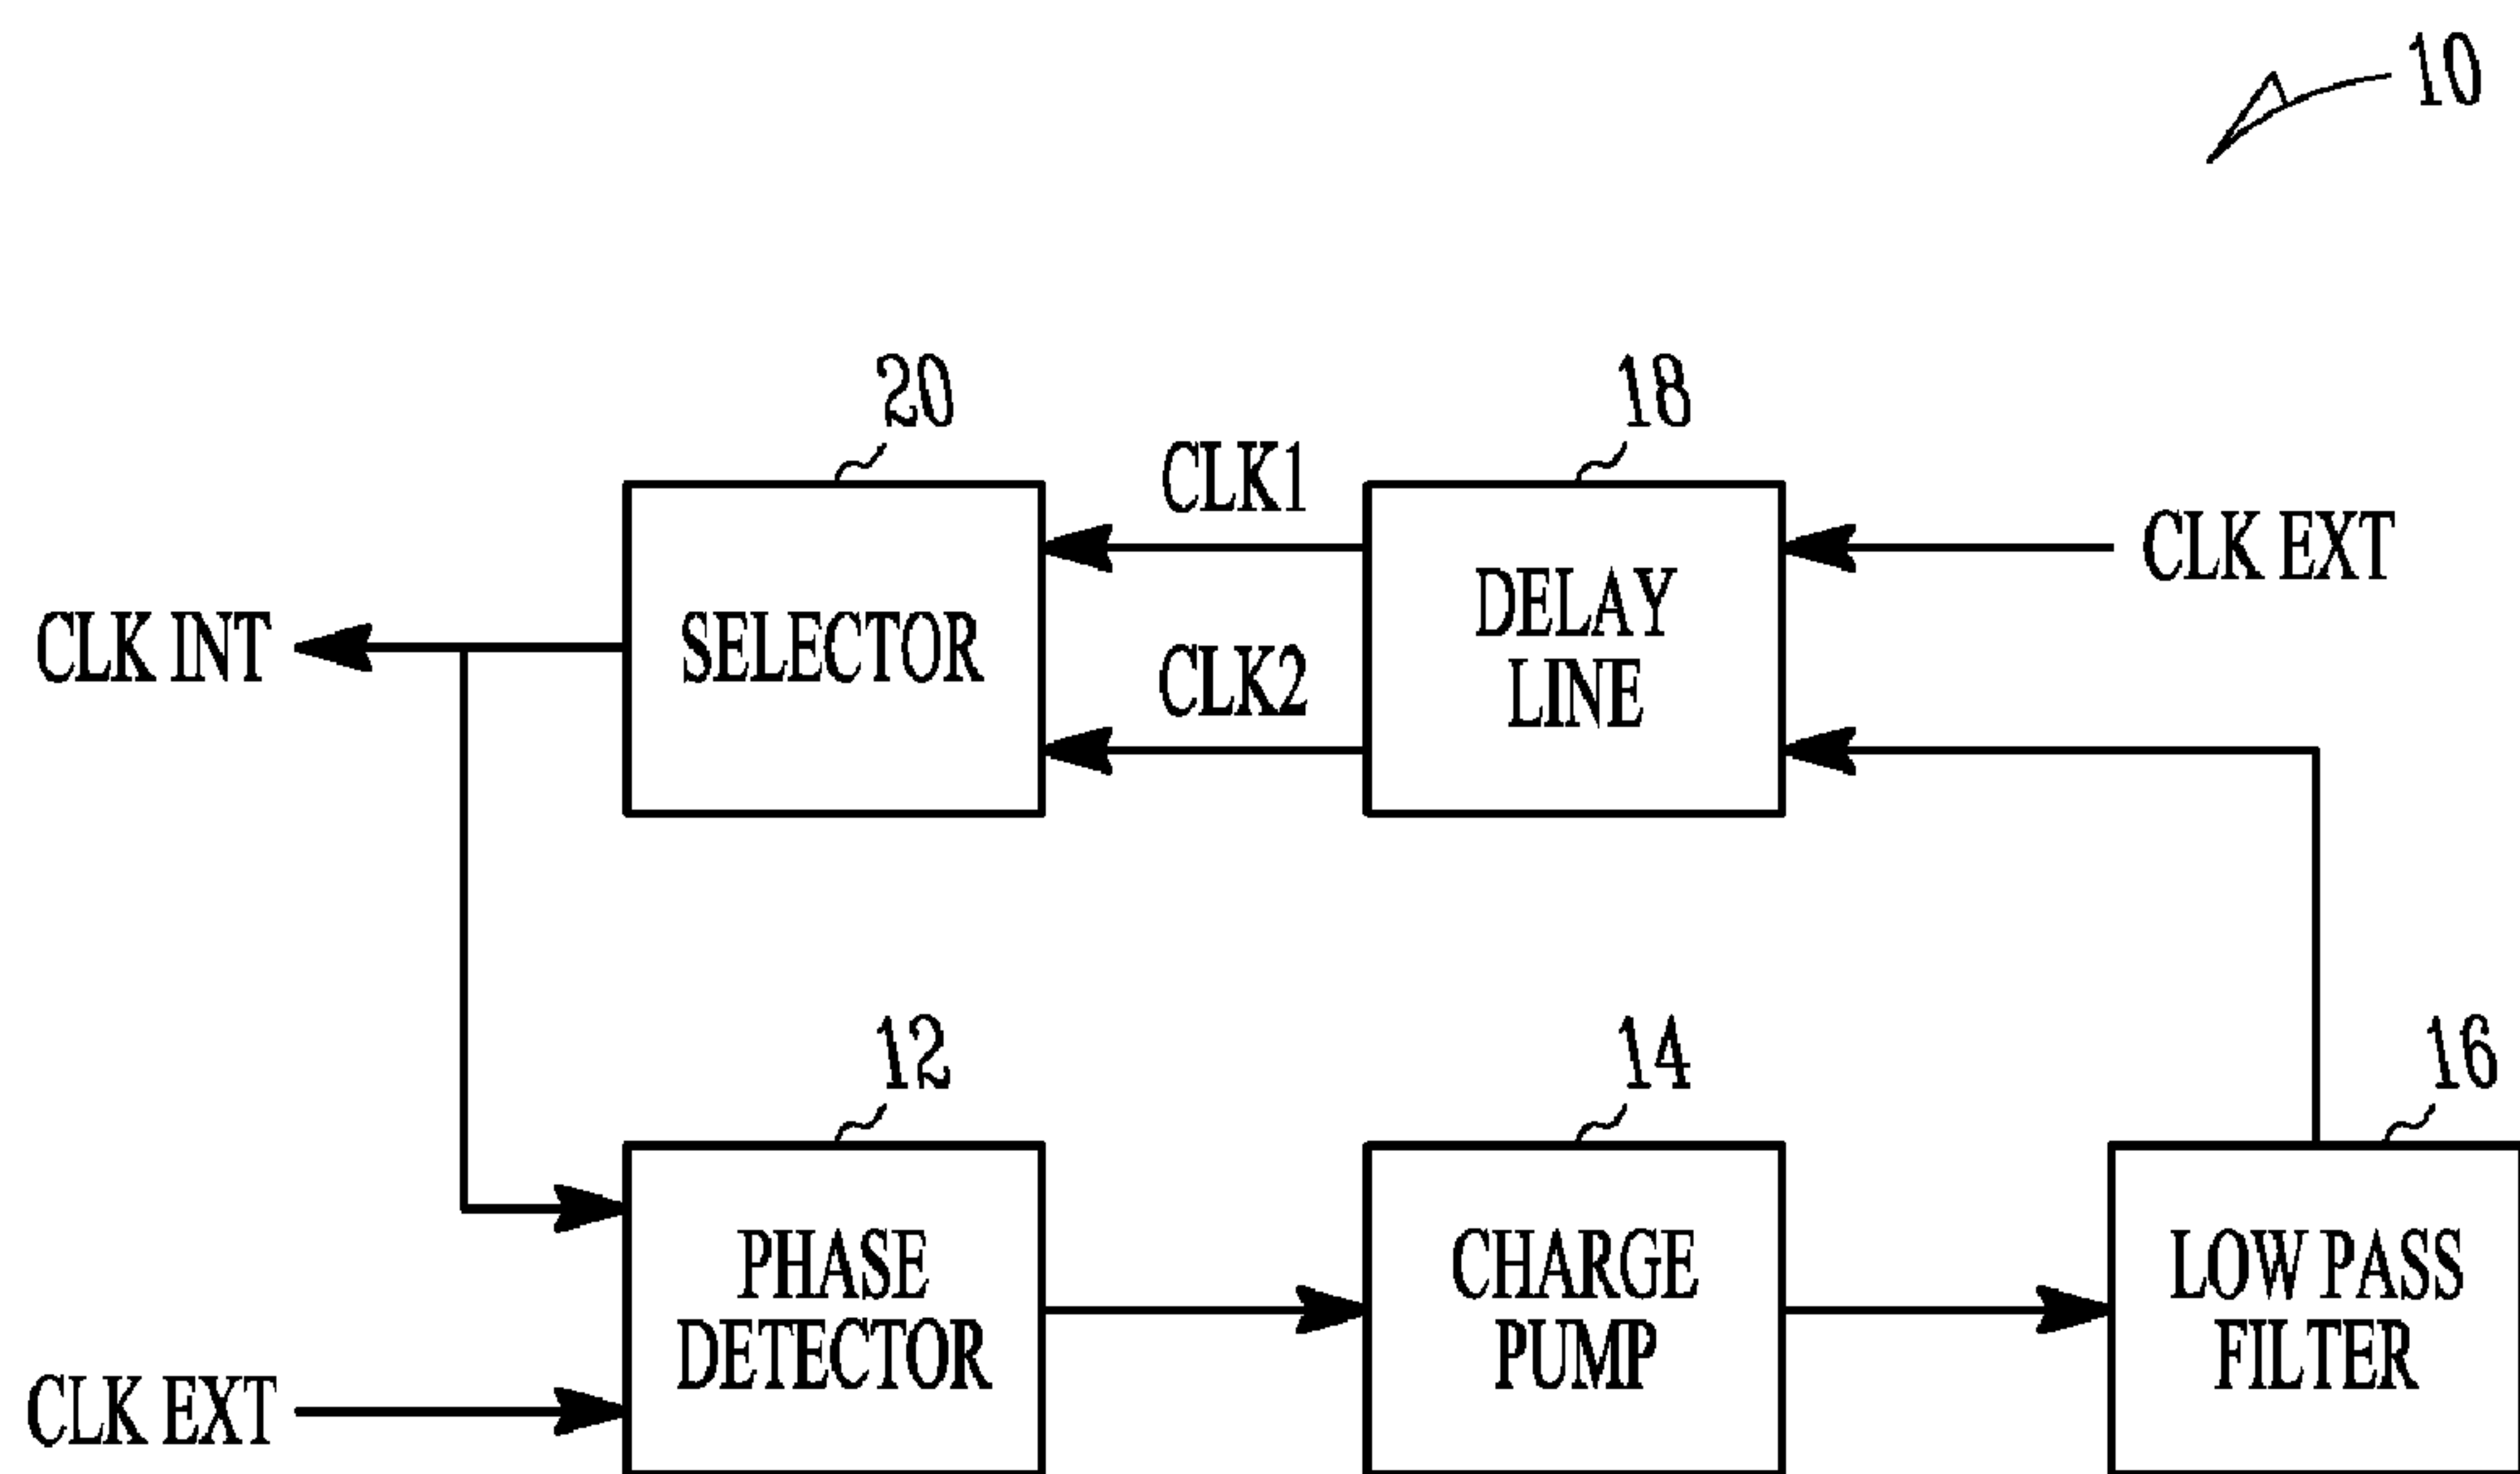 10
20
18
CLK1
CLK EXT
DELAY
LINE
CLK INT
SELECTOR
CLK2
12
14
16
PHASE
DETECTOR
CHARGE
PUMP
LOW PASS
FILTER
CLK EXT